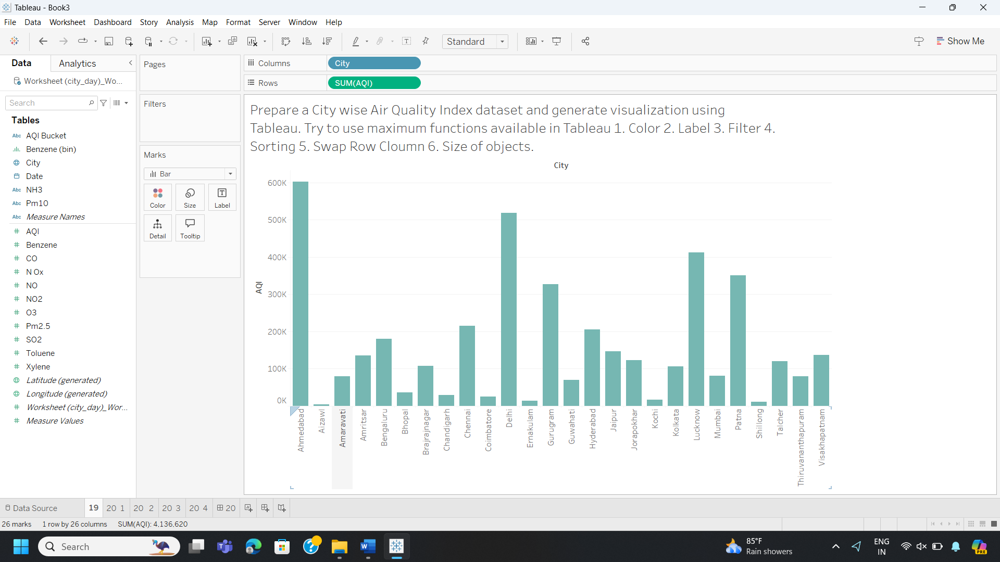 Tableau - Book3
File Data Worksheet Dashboard Story Analysis Map Format Server Window Help
Standard
Show Me
Data Analytics
Worksheet (city_day)_Wo...
Search
Tables
Abc AQI Bucket
Benzene (bin)
City
Date
Abc NH3
Abc Pm10
Abc Measure Names
# AQI
# Benzene
# CO
# N Ox
# NO
# NO2
# O3
# Pm2.5
# SO2
# Toluene
# Xylene
Latitude (generated)
Longitude (generated)
# Worksheet (city_day)_Wor...
# Measure Values
Pages
Filters
Marks
Bar
Color Size Label
Detail Tooltip
Columns City
Rows SUM(AQI)
Prepare a City wise Air Quality Index dataset and generate visualization using
Tableau. Try to use maximum functions available in Tableau 1. Color 2. Label 3. Filter 4.
Sorting 5. Swap Row Cloumn 6. Size of objects.
City
AQI
600K
500K
400K
300K
200K
100K
0K
Ahmedabad
Aizawl
Amaravati
Amritsar
Bengaluru
Bhopal
Brajrajnagar
Chandigarh
Chennai
Coimbatore
Delhi
Ernakulam
Gurugram
Guwahati
Hyderabad
Jaipur
Jorapokhar
Kochi
Kolkata
Lucknow
Mumbai
Patna
Shillong
Talcher
Thiruvananthapuram
Visakhapatnam
Data Source 19 20 1 20 2 20 3 20 4 20
26 marks 1 row by 26 columns SUM(AQI): 4,136,620
Search
85°F
Rain showers
ENG
IN
PRE